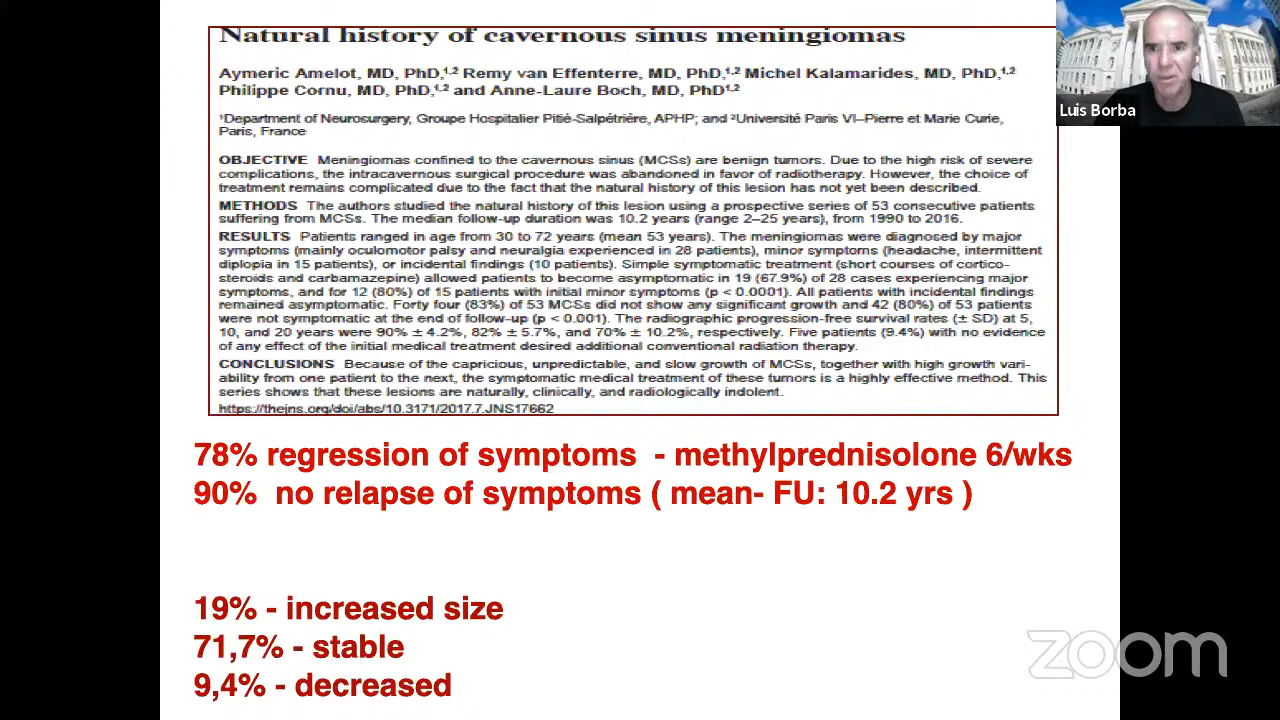 Natural history of cavernous sinus meningiomas
Aymeric Amelot, MD, PhD,1,2 Remy van Effenterre, MD, PhD,1,2 Michel Kalamarides, MD, PhD,1,2
Philippe Cornu, MD, PhD,1,2 and Anne-Laure Boch, MD, PhD1,2
1Department of Neurosurgery, Groupe Hospitalier Pitié-Salpétrière, APHP; and 2Université Paris VI–Pierre et Marie Curie,
Paris, France
OBJECTIVE Meningiomas confined to the cavernous sinus (MCSs) are benign tumors. Due to the high risk of severe
complications, the intracavernous surgical procedure was abandoned in favor of radiotherapy. However, the choice of
treatment remains complicated due to the fact that the natural history of this lesion has not yet been described.
METHODS The authors studied the natural history of this lesion using a prospective series of 53 consecutive patients
suffering from MCSs. The median follow-up duration was 10.2 years (range 2–25 years), from 1990 to 2016.
RESULTS Patients ranged in age from 30 to 72 years (mean 53 years). The meningiomas were diagnosed by major
symptoms (mainly oculomotor palsy and neuralgia experienced in 28 patients), minor symptoms (headache, intermittent
diplopia in 15 patients), or incidental findings (10 patients). Simple symptomatic treatment (short courses of cortico-
steroids and carbamazepine) allowed patients to become asymptomatic in 19 (67.9%) of 28 cases experiencing major
symptoms, and for 12 (80%) of 15 patients with initial minor symptoms (p < 0.0001). All patients with incidental findings
remained asymptomatic. Forty four (83%) of 53 MCSs did not show any significant growth and 42 (80%) of 53 patients
were not symptomatic at the end of follow-up (p < 0.001). The radiographic progression-free survival rates (± SD) at 5,
10, and 20 years were 90% ± 4.2%, 82% ± 5.7%, and 70% ± 10.2%, respectively. Five patients (9.4%) with no evidence
of any effect of the initial medical treatment desired additional conventional radiation therapy.
CONCLUSIONS Because of the capricious, unpredictable, and slow growth of MCSs, together with high growth vari-
ability from one patient to the next, the symptomatic medical treatment of these tumors is a highly effective method. This
series shows that these lesions are naturally, clinically, and radiologically indolent.
https://thejns.org/doi/abs/10.3171/2017.7.JNS17662
78% regression of symptoms - methylprednisolone 6/wks
90% no relapse of symptoms ( mean- FU: 10.2 yrs )
19% - increased size
71,7% - stable
9,4% - decreased
Luis Borba
zoom